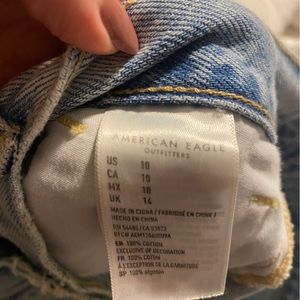 AMERICAN EAGLE
OUTFITTERS
US 10
CA 10
MX 10
UK 14
MADE IN CHINA / FABRIQUÉ EN CHINE /
HECHO EN CHINA
EN 100% COTTON
EXCLUSIVE OF DECORATION
FR 100% COTON
À L'EXCEPTION DE LA GARNITURE
SP 100% algodón